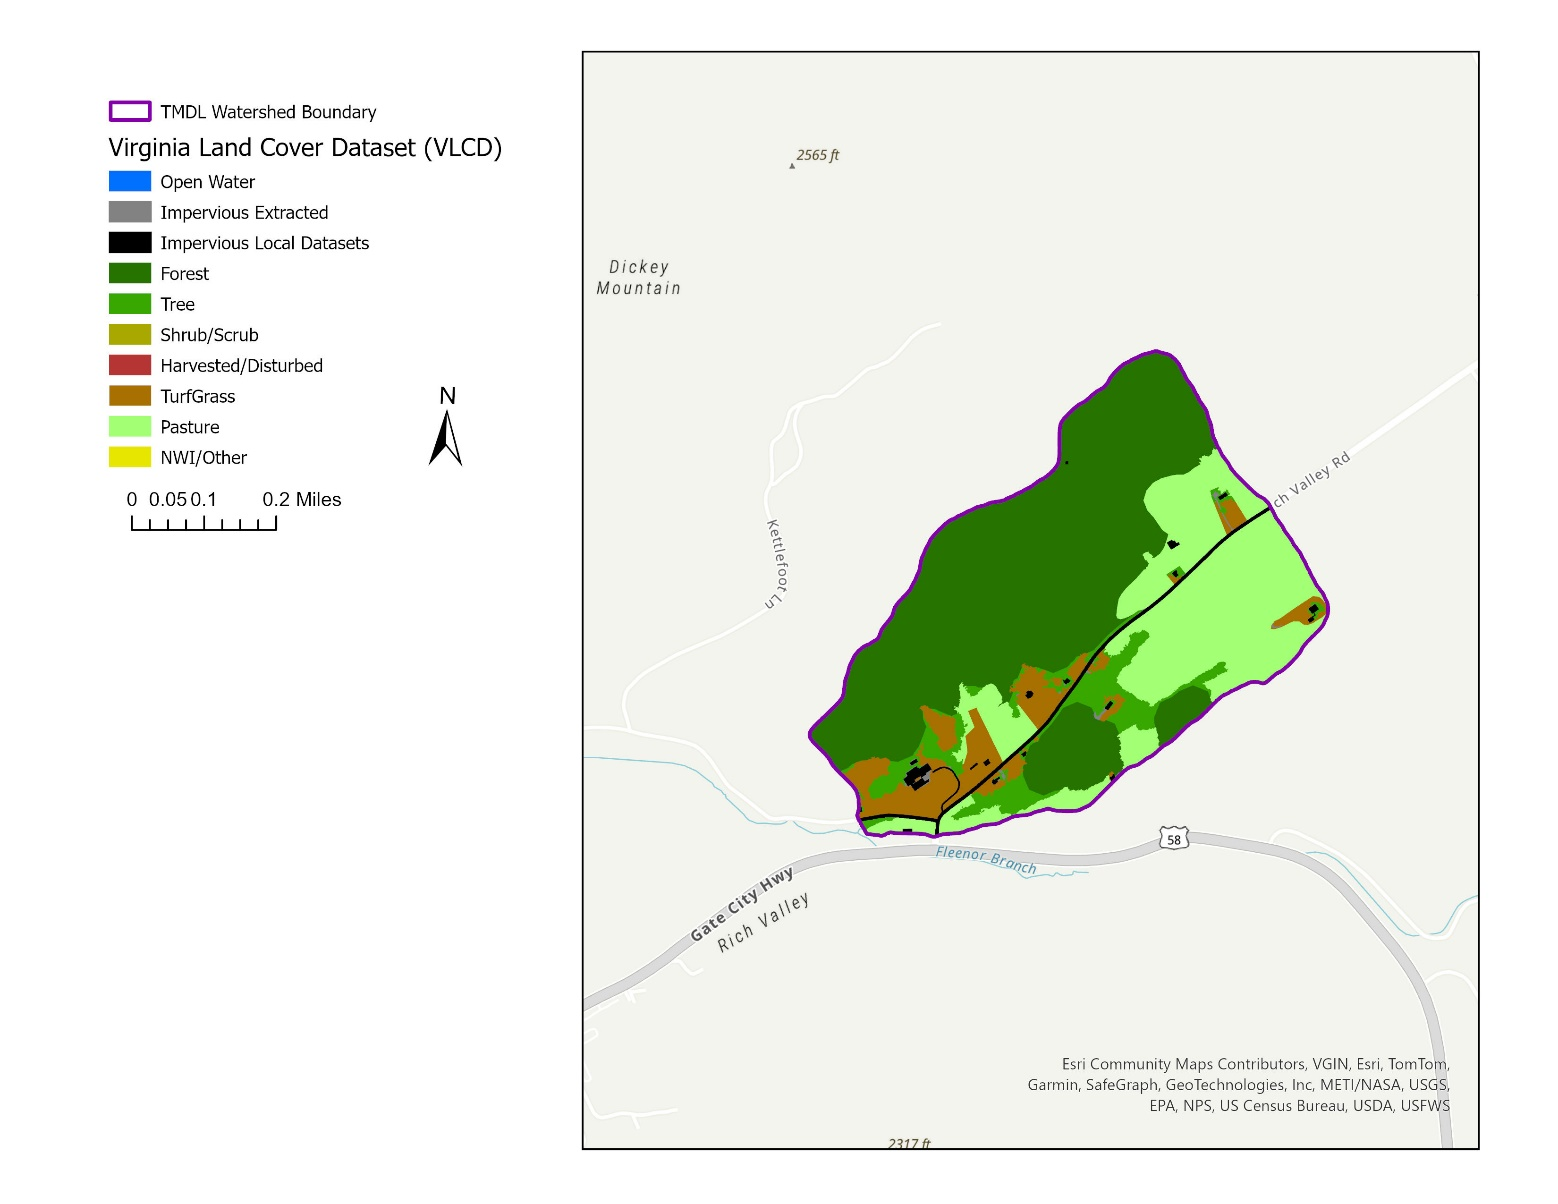 TMDL Watershed Boundary
Virginia Land Cover Dataset (VLCD)
Open Water
Impervious Extracted
Impervious Local Datasets
Forest
Tree
Shrub/Scrub
Harvested/Disturbed
TurfGrass
Pasture
NWI/Other
N
0 0.05 0.1 0.2 Miles
2565 ft
Dickey
Mountain
Kettlefoot Ln
ch Valley Rd
58
Fleenor Branch
Gate City Hwy
Rich Valley
Esri Community Maps Contributors, VGIN, Esri, TomTom,
Garmin, SafeGraph, GeoTechnologies, Inc, METI/NASA, USGS,
EPA, NPS, US Census Bureau, USDA, USFWS
2317 ft